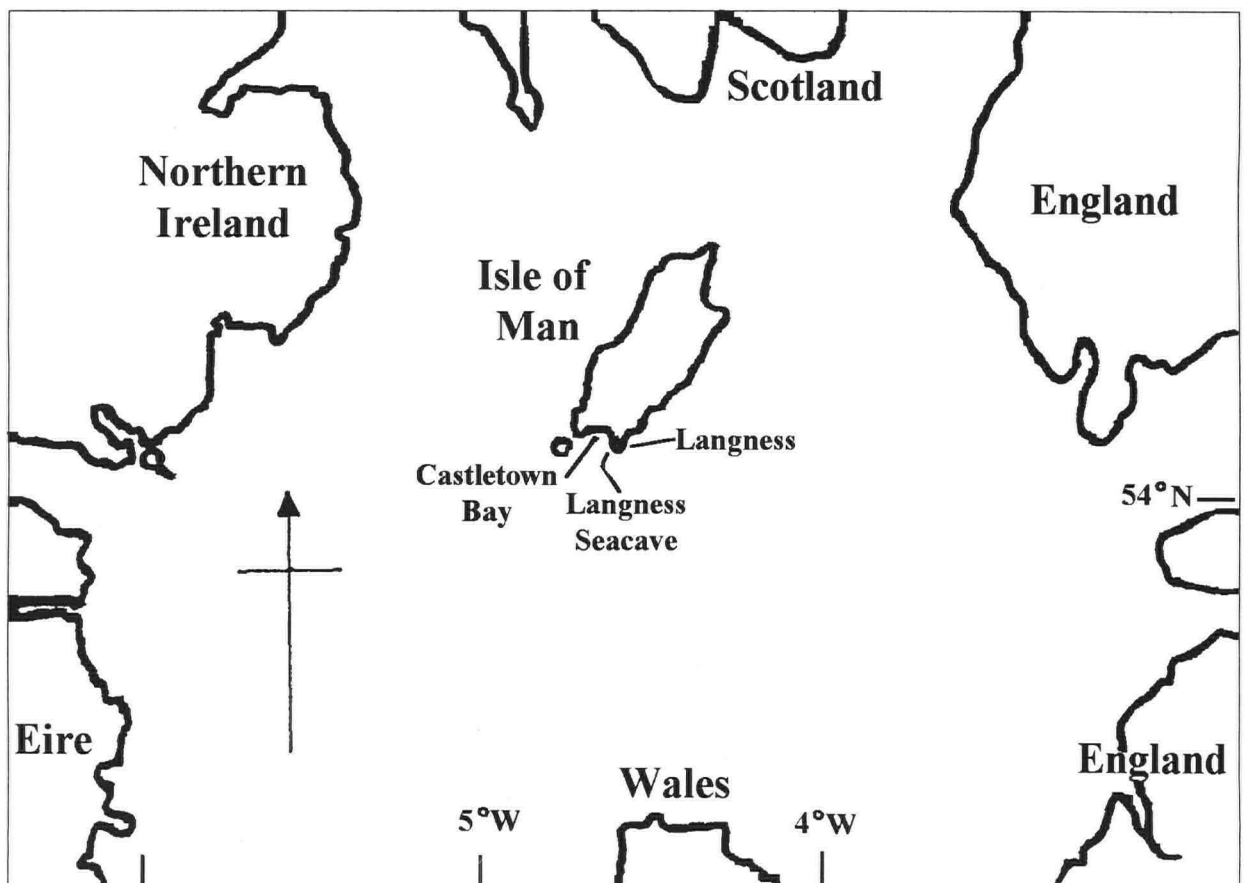 Scotland
Northern
Ireland
England
Isle of
Man
Langness
Castletown
Bay
Langness
Seacave
54°N
Eire
Wales
England
5°W
4°W